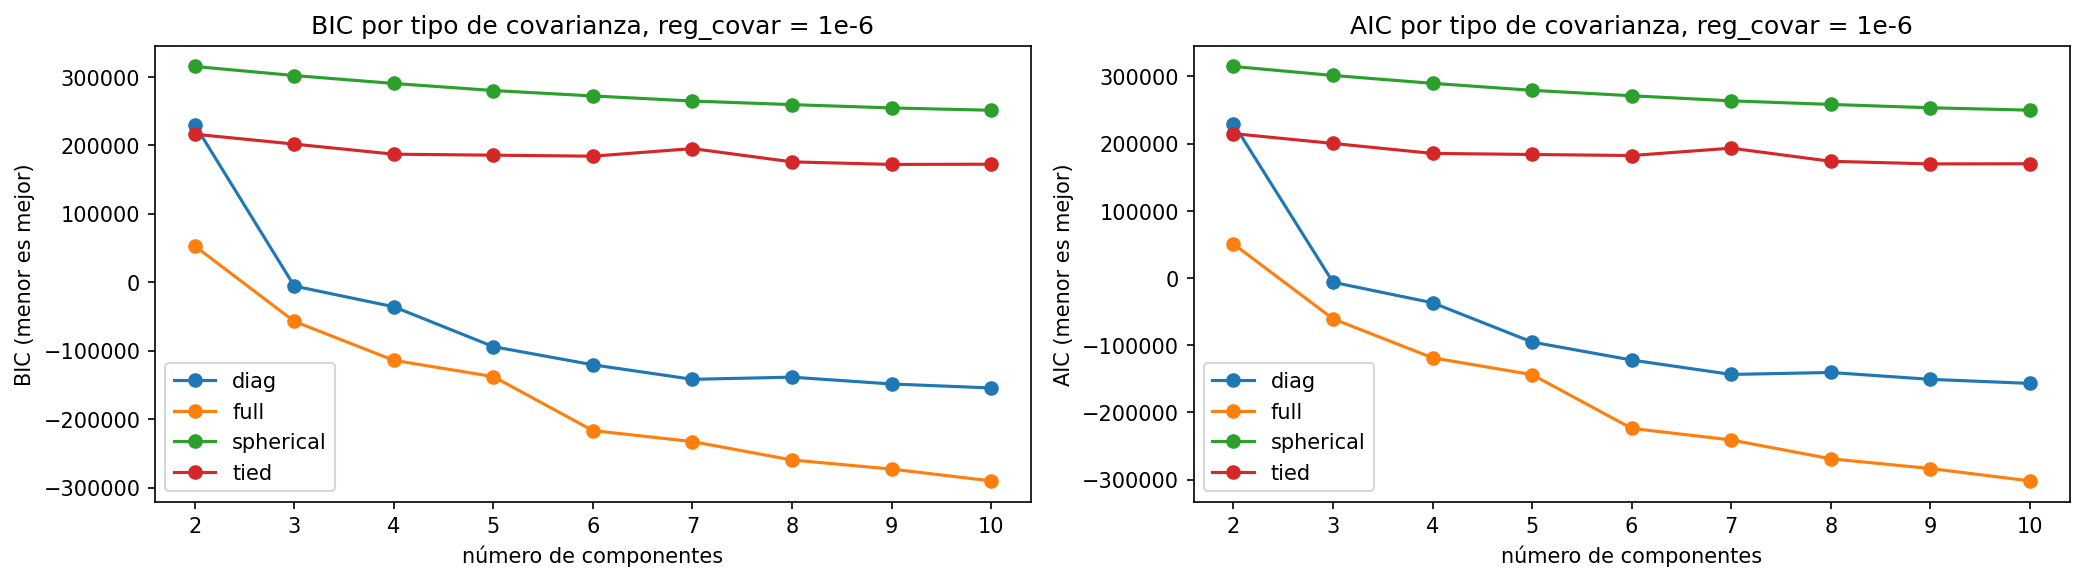 BIC por tipo de covarianza, reg_covar = 1e-6
BIC (menor es mejor)
300000
200000
100000
0
−100000
−200000
−300000
diag
full
spherical
tied
2 3 4 5 6 7 8 9 10
número de componentes
AIC por tipo de covarianza, reg_covar = 1e-6
AIC (menor es mejor)
300000
200000
100000
0
−100000
−200000
−300000
diag
full
spherical
tied
2 3 4 5 6 7 8 9 10
número de componentes